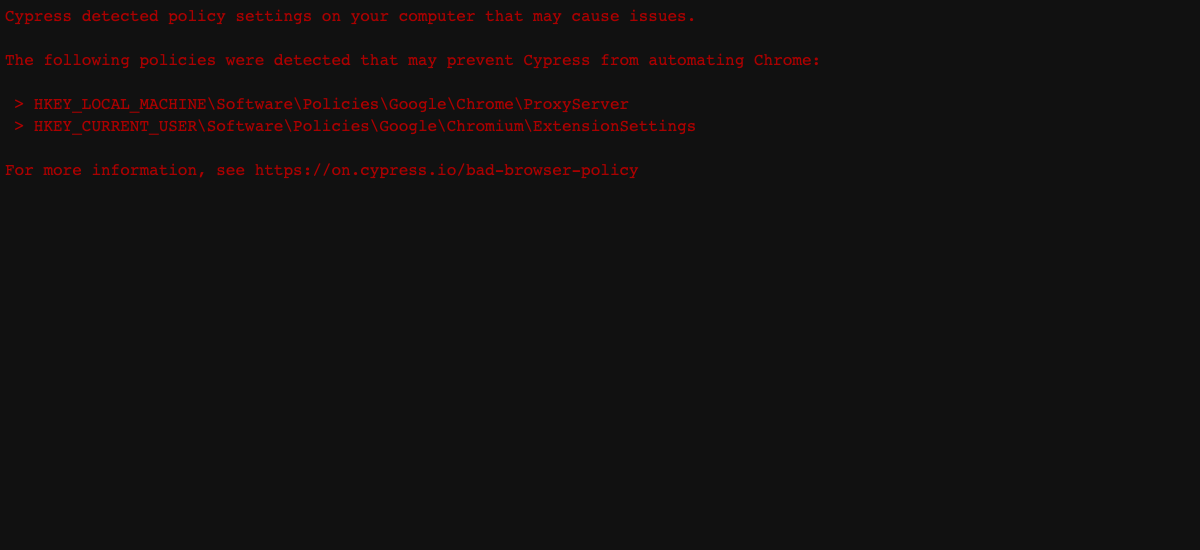 Cypress detected policy settings on your computer that may cause issues.
The following policies were detected that may prevent Cypress from automating Chrome:
> HKEY_LOCAL_MACHINE\Software\Policies\Google\Chrome\ProxyServer
> HKEY_CURRENT_USER\Software\Policies\Google\Chromium\ExtensionSettings
For more information, see https://on.cypress.io/bad-browser-policy